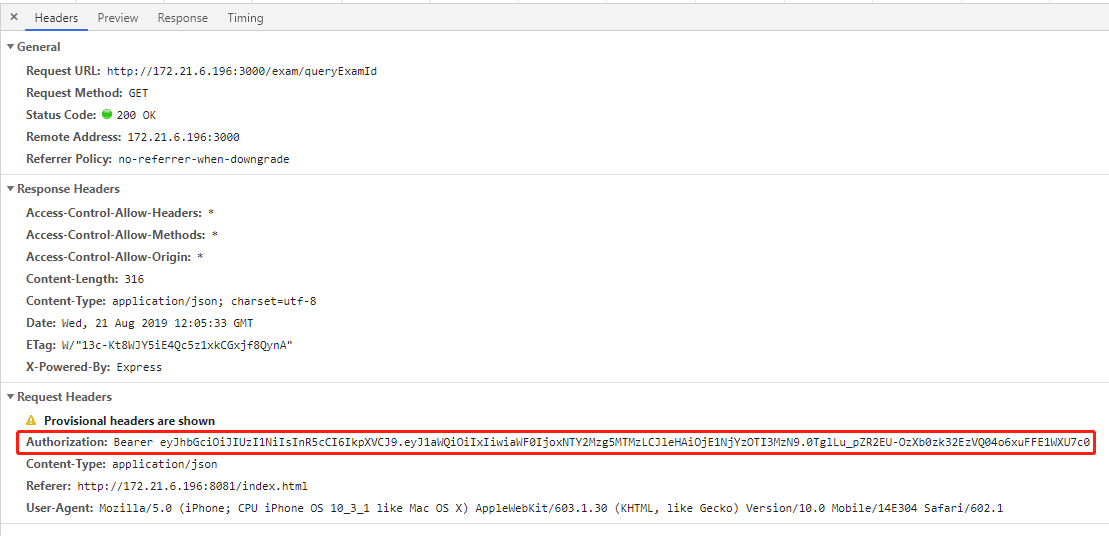 × Headers Preview Response Timing
▼General
Request URL: http://172.21.6.196:3000/exam/queryExamId
Request Method: GET
Status Code: 200 OK
Remote Address: 172.21.6.196:3000
Referrer Policy: no-referrer-when-downgrade
▼Response Headers
Access-Control-Allow-Headers: *
Access-Control-Allow-Methods: *
Access-Control-Allow-Origin: *
Content-Length: 316
Content-Type: application/json; charset=utf-8
Date: Wed, 21 Aug 2019 12:05:33 GMT
ETag: W/"13c-Kt8WJY5iE4Qc5z1xkCGxjf8QynA"
X-Powered-By: Express
▼Request Headers
Provisional headers are shown
Authorization: Bearer eyJhbGciOiJIUzI1NiIsInR5cCI6IkpXVCJ9.eyJ1aWQiOiIxIiwiaWF0IjoxNTY2Mzg5MTMzLCJleHAiOjE1NjYzOTI3MzN9.0TglLu_pZR2EU-OzXb0zk32EzVQ04o6xuFFE1WXU7c0
Content-Type: application/json
Referer: http://172.21.6.196:8081/index.html
User-Agent: Mozilla/5.0 (iPhone; CPU iPhone OS 10_3_1 like Mac OS X) AppleWebKit/603.1.30 (KHTML, like Gecko) Version/10.0 Mobile/14E304 Safari/602.1